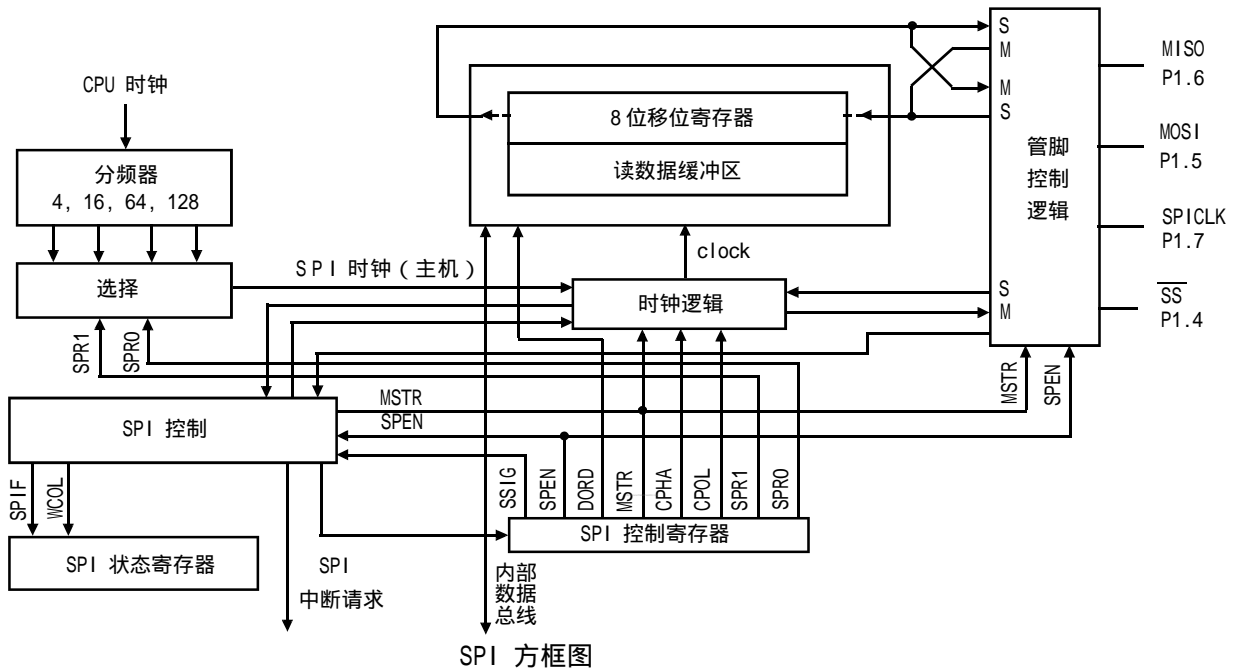 CPU 时钟
分频器
4, 16, 64, 128
选择
SPR1
SPR0
SPI 时钟（主机）
8 位移位寄存器
读数据缓冲区
clock
时钟逻辑
S
M
M
S
管脚
控制
逻辑
S
M
MISO
P1.6
MOSI
P1.5
SPICLK
P1.7
SS
P1.4
MSTR
SPEN
SPI 控制
MSTR
SPEN
SPIF
WCOL
SPI 状态寄存器
SPI
中断请求
SSIG
SPEN
DORD
MSTR
CPHA
CPOL
SPR1
SPR0
SPI 控制寄存器
内部
数据
总线
SPI 方框图